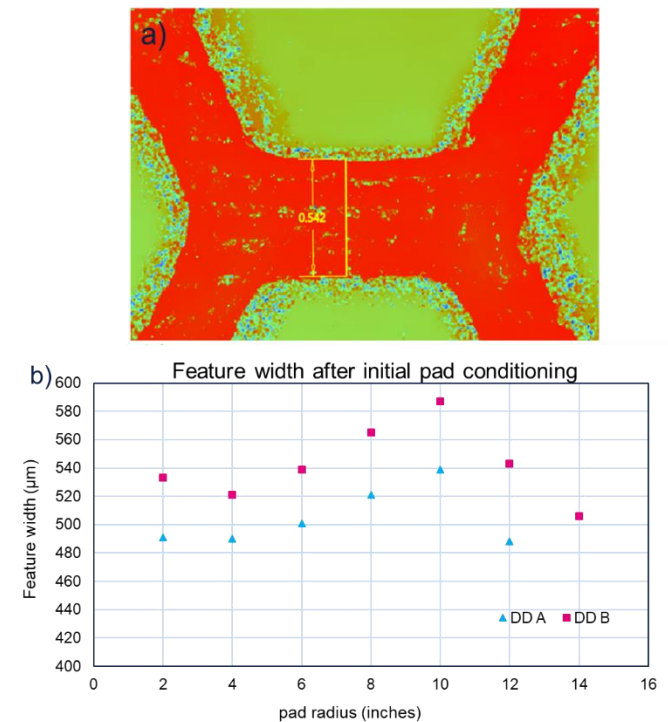 a)
0.542
b)
Feature width after initial pad conditioning
600
580
560
540
520
500
480
460
440
420
400
Feature width (μm)
DD A
DD B
0 2 4 6 8 10 12 14 16
pad radius (inches)